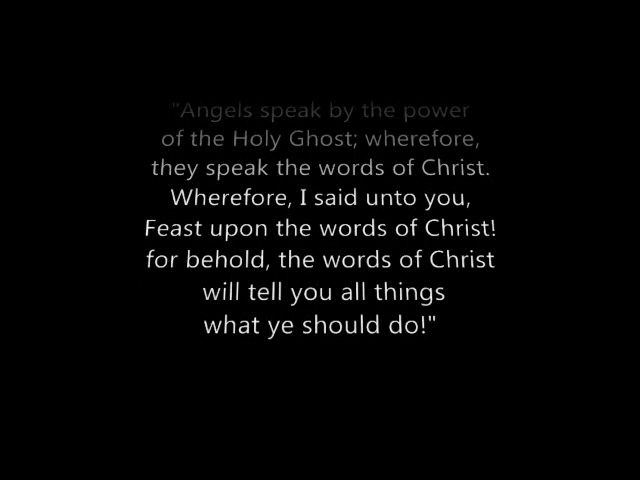 "Angels speak by the power
of the Holy Ghost; wherefore,
they speak the words of Christ.
Wherefore, I said unto you,
Feast upon the words of Christ!
for behold, the words of Christ
will tell you all things
what ye should do!"